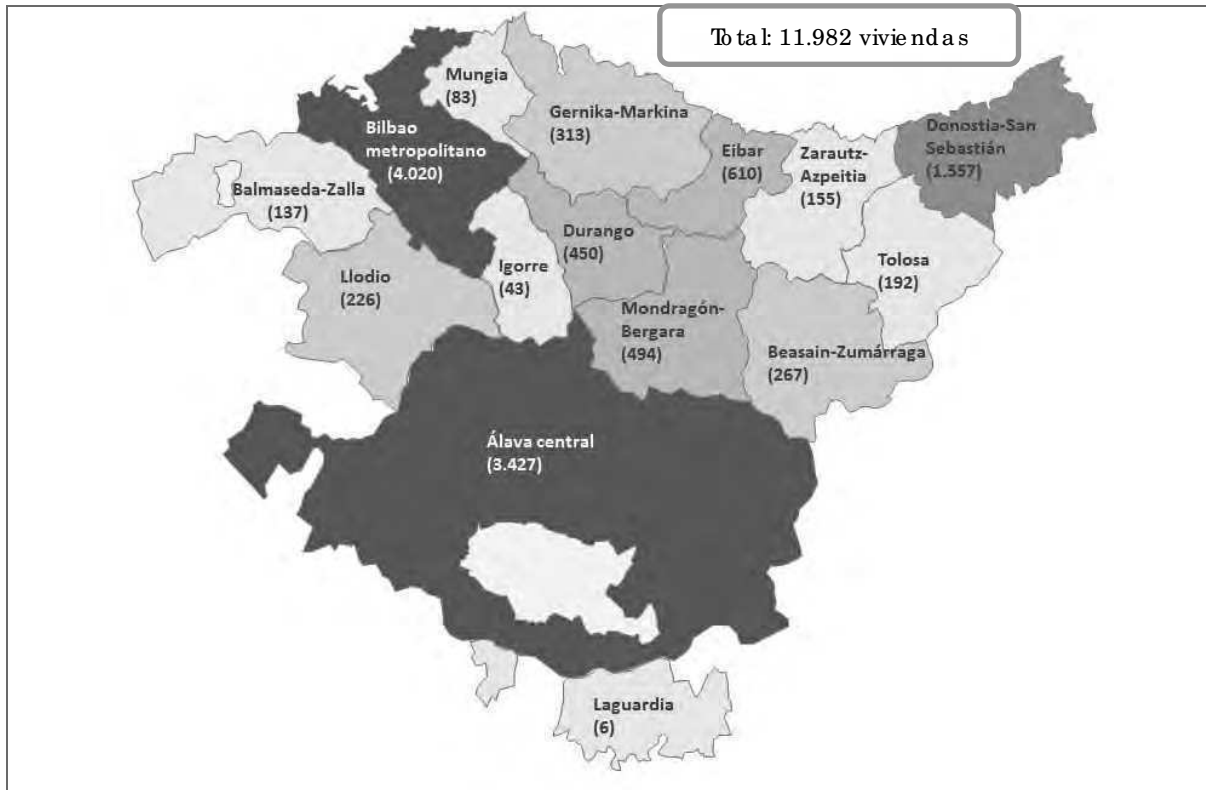 Total: 11.982 viviendas
Mungia
(83)
Gernika-Markina
(313)
Bilbao
metropolitano
(4.020)
Eibar
(610)
Zarautz-
Azpeitia
(155)
Donostia-San
Sebastián
(1.557)
Balmaseda-Zalla
(137)
Durango
(450)
Igorre
(43)
Llodio
(226)
Tolosa
(192)
Mondragón-
Bergara
(494)
Beasain-Zumárraga
(267)
Álava central
(3.427)
Laguardia
(6)